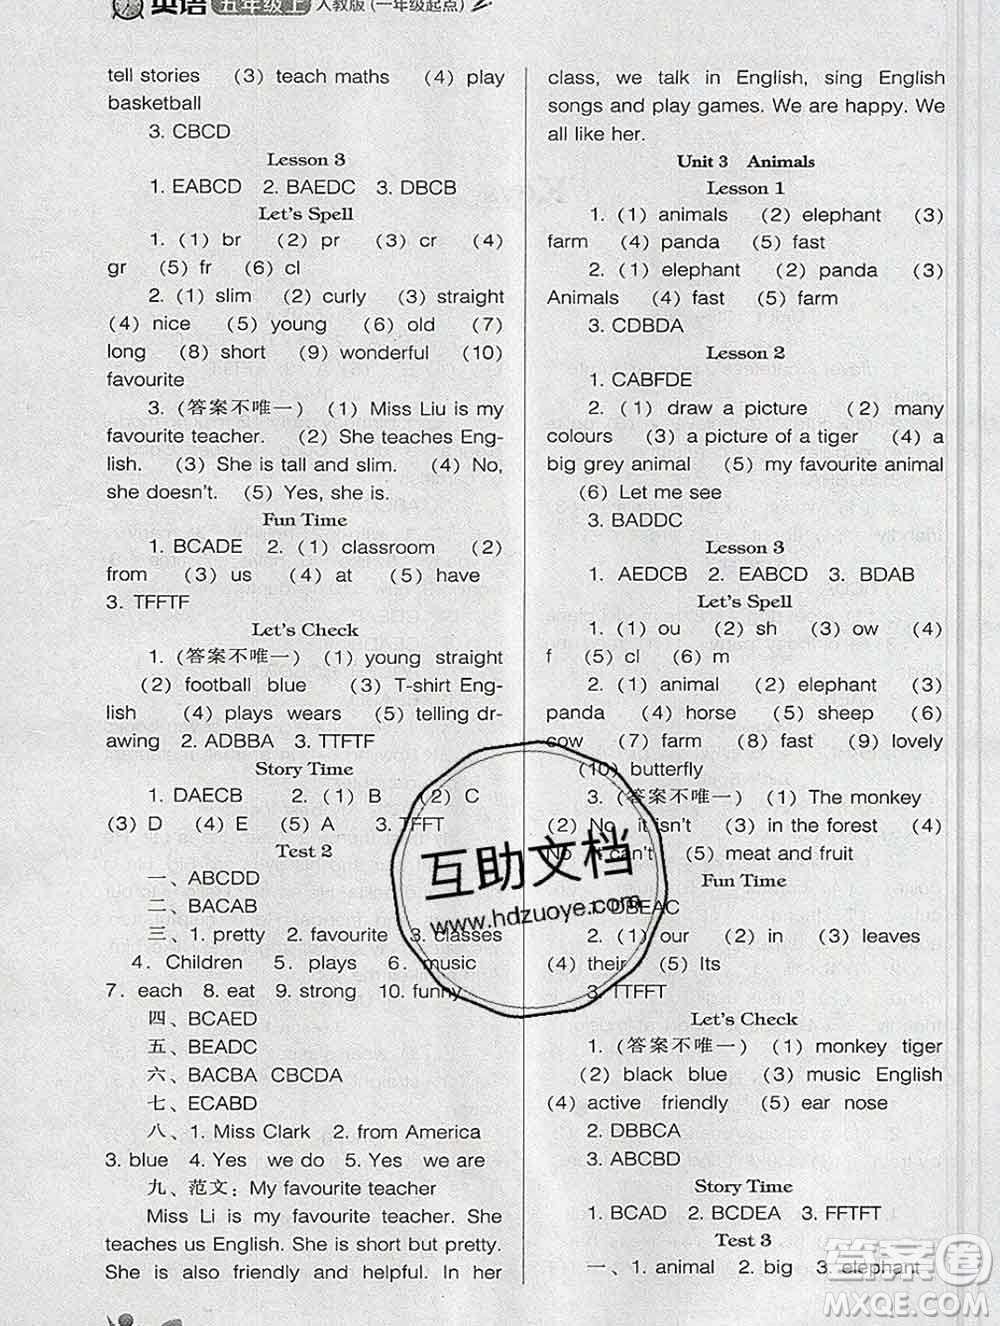 英语 五年级上 人教版(一年级起点)
tell stories (3) teach maths (4) play
basketball
3. CBCD
Lesson 3
1. EABCD 2. BAEDC 3. DBCB
Let's Spell
1. (1) br (2) pr (3) cr (4)
gr (5) fr (6) cl
2. (1) slim (2) curly (3) straight
(4) nice (5) young (6) old (7)
long (8) short (9) wonderful (10)
favourite
3. (答案不唯一) (1) Miss Liu is my
favourite teacher. (2) She teaches Eng-
lish. (3) She is tall and slim. (4) No,
she doesn't. (5) Yes, she is.
Fun Time
1. BCADE 2. (1) classroom (2)
from (3) us (4) at (5) have
3. TFFTF
Let's Check
1. (答案不唯一) (1) young straight
(2) football blue (3) T-shirt Eng-
lish (4) plays wears (5) telling dr-
awing 2. ADBBA 3. TTFTF
Story Time
1. DAECB 2. (1) B (2) C
(3) D (4) E (5) A 3. TFFT
Test 2
一、ABCDD
二、BACAB
三、1. pretty 2. favourite 3. classes
4. Children 5. plays 6. music
7. each 8. eat 9. strong 10. funny
四、BCAED
五、BEADC
六、BACBA CBCDA
七、ECABD
八、1. Miss Clark 2. from America
3. blue 4. Yes we do 5. Yes we are
九、范文：My favourite teacher
Miss Li is my favourite teacher. She
teaches us English. She is short but pretty.
She is also friendly and helpful. In her
class, we talk in English, sing English
songs and play games. We are happy. We
all like her.
Unit 3 Animals
Lesson 1
1. (1) animals (2) elephant (3)
farm (4) panda (5) fast
2. (1) elephant (2) panda (3)
Animals (4) fast (5) farm
3. CDBDA
Lesson 2
1. CABFDE
2. (1) draw a picture (2) many
colours (3) a picture of a tiger (4) a
big grey animal (5) my favourite animal
(6) Let me see
3. BADDC
Lesson 3
1. AEDCB 2. EABCD 3. BDAB
Let's Spell
1. (1) ou (2) sh (3) ow (4)
f (5) cl (6) m
2. (1) animal (2) elephant (3)
panda (4) horse (5) sheep (6)
cow (7) farm (8) fast (9) lovely
(10) butterfly
3. (答案不唯一) (1) The monkey
(2) No it isn't (3) in the forest (4)
No it can't (5) meat and fruit
Fun Time
1. DBEAC
2. (1) our (2) in (3) leaves
(4) their (5) Its
3. TTFFT
Let's Check
1. (答案不唯一) (1) monkey tiger
(2) black blue (3) music English
(4) active friendly (5) ear nose
2. DBBCA
3. ABCBD
Story Time
1. BCAD 2. BCDEA 3. FFTFT
Test 3
一、1. animal 2. big 3. elephant
互助文档
www.hdzuoye.com
答案圈
MXQE.COM